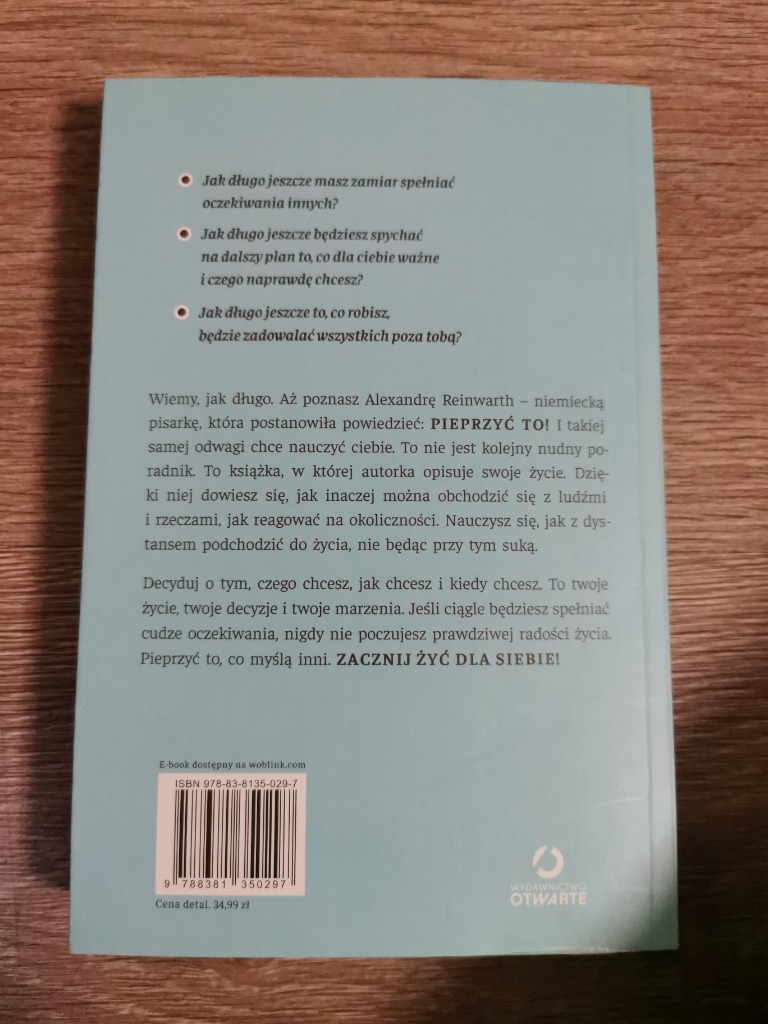 Jak długo jeszcze masz zamiar spełniać
oczekiwania innych?
Jak długo jeszcze będziesz spychać
na dalszy plan to, co dla ciebie ważne
i czego naprawdę chcesz?
Jak długo jeszcze to, co robisz,
będzie zadowalać wszystkich poza tobą?
Wiemy, jak długo. Aż poznasz Alexandrę Reinwarth – niemiecką
pisarkę, która postanowiła powiedzieć: PIEPRZYĆ TO! I takiej
samej odwagi chce nauczyć ciebie. To nie jest kolejny nudny po-
radnik. To książka, w której autorka opisuje swoje życie. Dzię-
ki niej dowiesz się, jak inaczej można obchodzić się z ludźmi
i rzeczami, jak reagować na okoliczności. Nauczysz się, jak z dys-
tansem podchodzić do życia, nie będąc przy tym suką.
Decyduj o tym, czego chcesz, jak chcesz i kiedy chcesz. To twoje
życie, twoje decyzje i twoje marzenia. Jeśli ciągle będziesz spełniać
cudze oczekiwania, nigdy nie poczujesz prawdziwej radości życia.
Pieprzyć to, co myślą inni. ZACZNIJ ŻYĆ DLA SIEBIE!
E-book dostępny na woblink.com
ISBN 978-83-8135-029-7
9 788381 350297
Cena detal. 34,99 zł
WYDAWNICTWO
OTWARTE